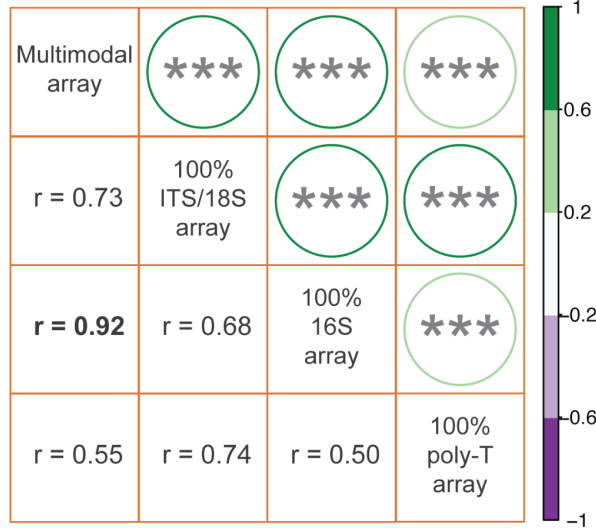 Multimodal
array
***
***
***
r = 0.73
100%
ITS/18S
array
***
***
r = 0.92
r = 0.68
100%
16S
array
***
r = 0.55
r = 0.74
r = 0.50
100%
poly-T
array
1
0.6
0.2
-0.2
-0.6
-1